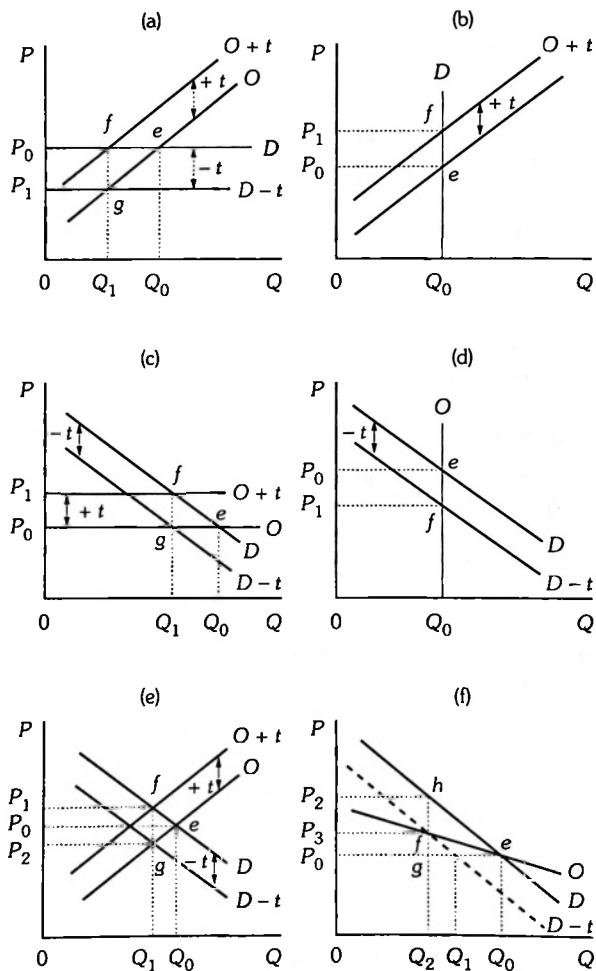 (a)
P
O + t
+ t
O
f
e
P0
D
− t
P1
D − t
g
0
Q1
Q0
Q
(b)
P
D
O + t
+ t
f
P1
P0
e
0
Q0
Q
(c)
P
− t
f
P1
O + t
+ t
e
P0
O
g
D
D − t
0
Q1
Q0
Q
(d)
P
O
− t
e
P0
P1
f
D
D − t
0
Q0
Q
(e)
P
O + t
O
f
+ t
P1
P0
e
P2
g
− t
D
D − t
0
Q1
Q0
Q
(f)
P
h
P2
P3
f
e
P0
g
O
D
D − t
0
Q2
Q1
Q0
Q